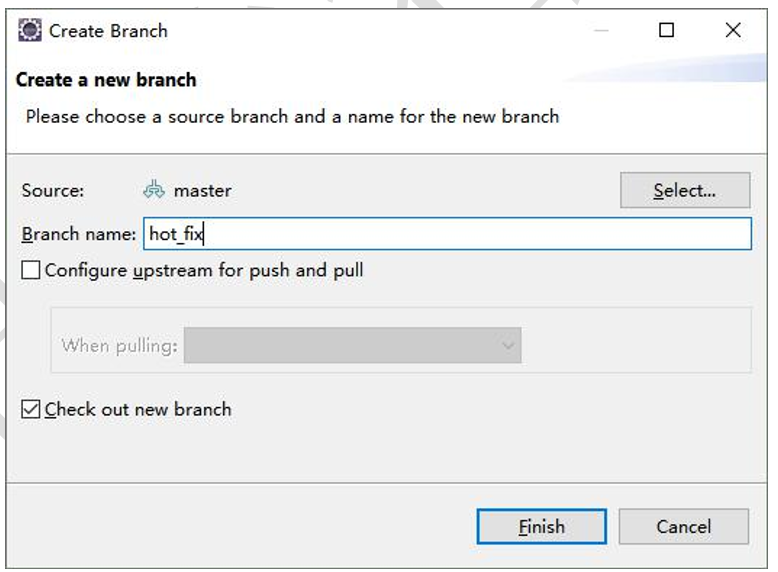 Create Branch
Create a new branch
Please choose a source branch and a name for the new branch
Source: master Select...
Branch name: hot_fix
Configure upstream for push and pull
When pulling:
Check out new branch
Finish Cancel